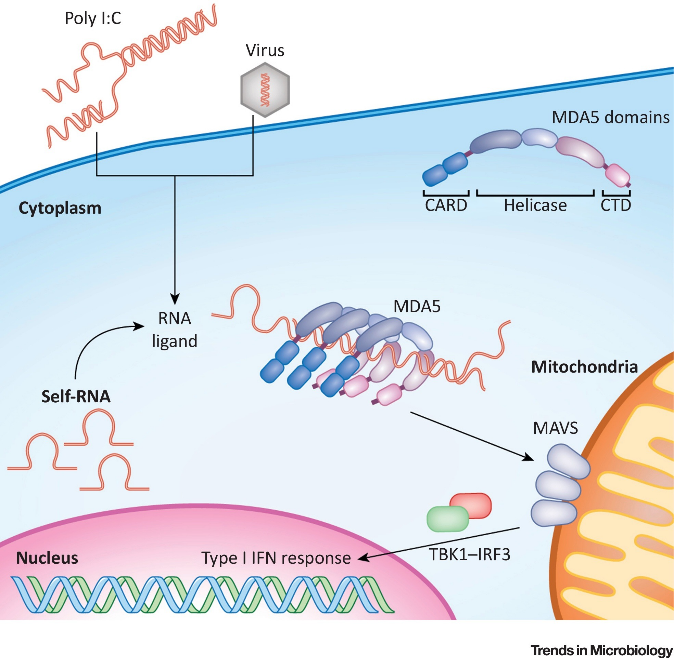 Poly I:C
Virus
MDA5 domains
CARD
Helicase
CTD
Cytoplasm
RNA
ligand
MDA5
Self-RNA
Mitochondria
MAVS
TBK1–IRF3
Nucleus
Type I IFN response
Trends in Microbiology